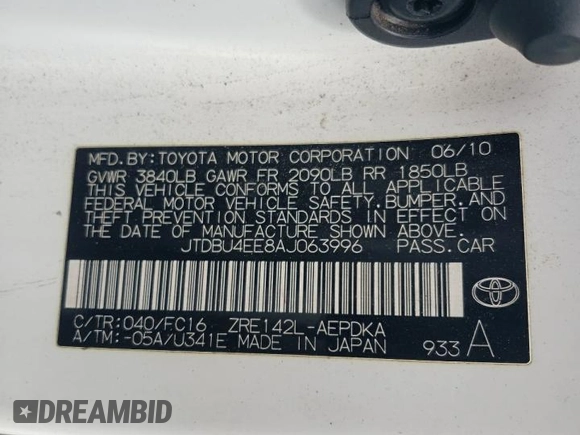 MFD.BY:TOYOTA MOTOR CORPORATION 06/10
GVWR 3840LB GAWR FR 2090LB RR 1850LB
THIS VEHICLE CONFORMS TO ALL APPLICABLE
FEDERAL MOTOR VEHICLE SAFETY,BUMPER,AND
THEFT PREVENTION STANDARDS IN EFFECT ON
THE DATE OF MANUFACTURE SHOWN ABOVE.
JTDBU4EE8AJ063996 PASS.CAR
C/TR:040/FC16 ZRE142L-AEPDKA
A/TM:-05A/U341E MADE IN JAPAN 933 A
DREAMBID